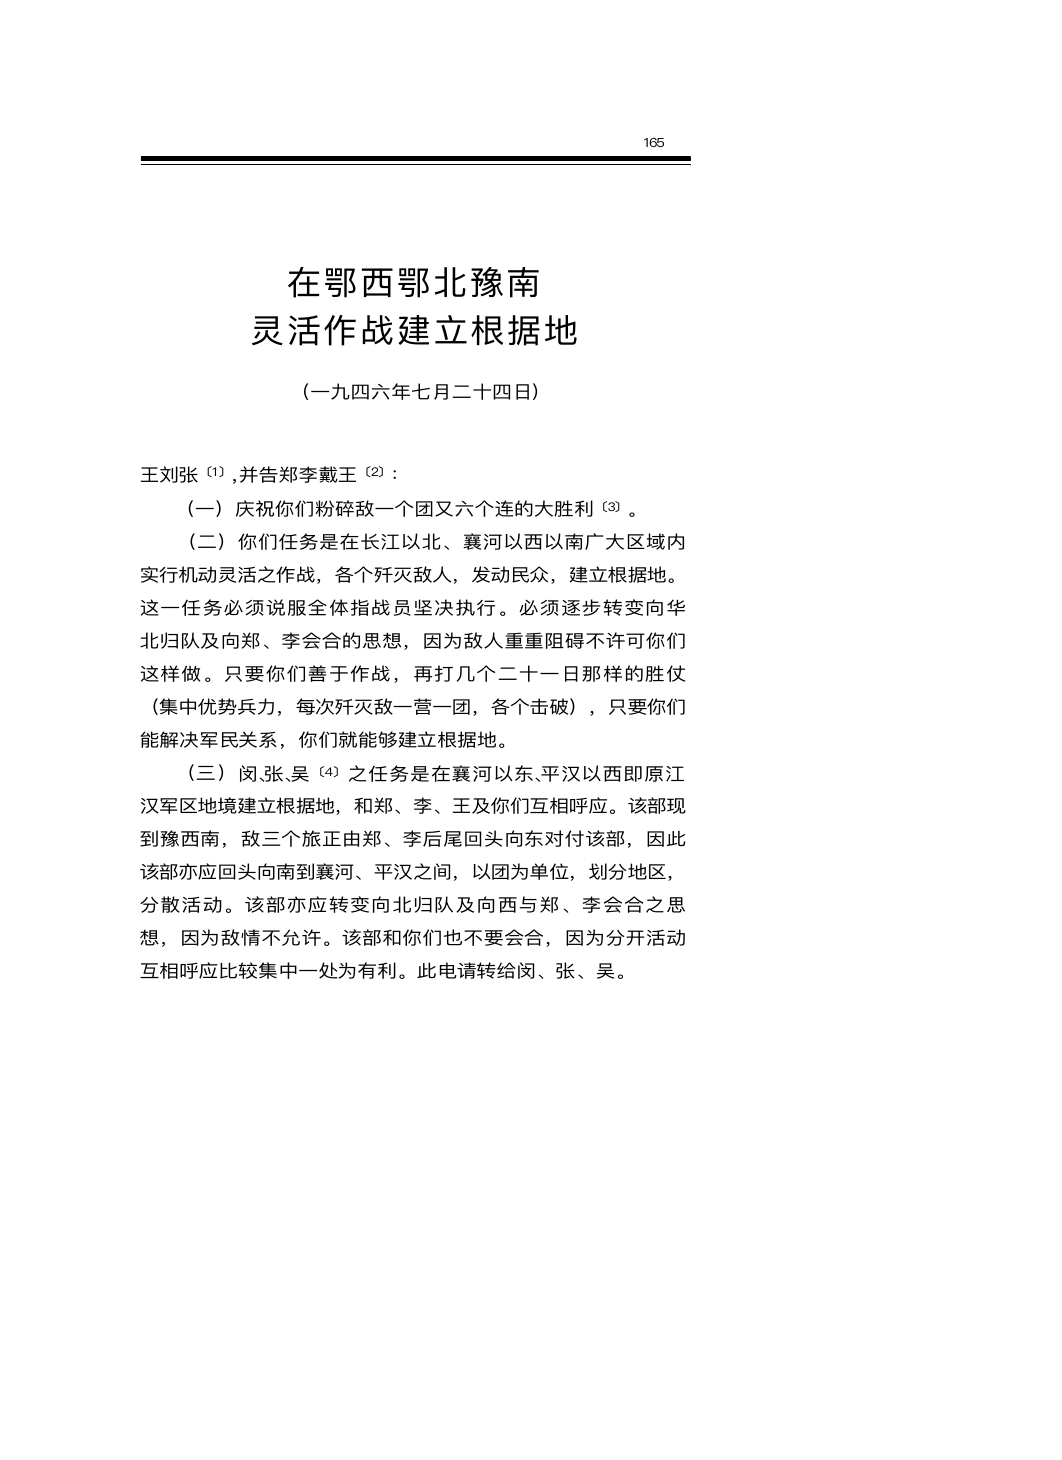 165
在鄂西鄂北豫南
灵活作战建立根据地
（一九四六年七月二十四日）
王刘张〔1〕,并告郑李戴王〔2〕：
（一）庆祝你们粉碎敌一个团又六个连的大胜利〔3〕。
（二）你们任务是在长江以北、襄河以西以南广大区域内
实行机动灵活之作战，各个歼灭敌人，发动民众，建立根据地。
这一任务必须说服全体指战员坚决执行。必须逐步转变向华
北归队及向郑、李会合的思想，因为敌人重重阻碍不许可你们
这样做。只要你们善于作战，再打几个二十一日那样的胜仗
（集中优势兵力，每次歼灭敌一营一团，各个击破），只要你们
能解决军民关系，你们就能够建立根据地。
（三）闵、张、吴〔4〕之任务是在襄河以东、平汉以西即原江
汉军区地境建立根据地，和郑、李、王及你们互相呼应。该部现
到豫西南，敌三个旅正由郑、李后尾回头向东对付该部，因此
该部亦应回头向南到襄河、平汉之间，以团为单位，划分地区，
分散活动。该部亦应转变向北归队及向西与郑、李会合之思
想，因为敌情不允许。该部和你们也不要会合，因为分开活动
互相呼应比较集中一处为有利。此电请转给闵、张、吴。